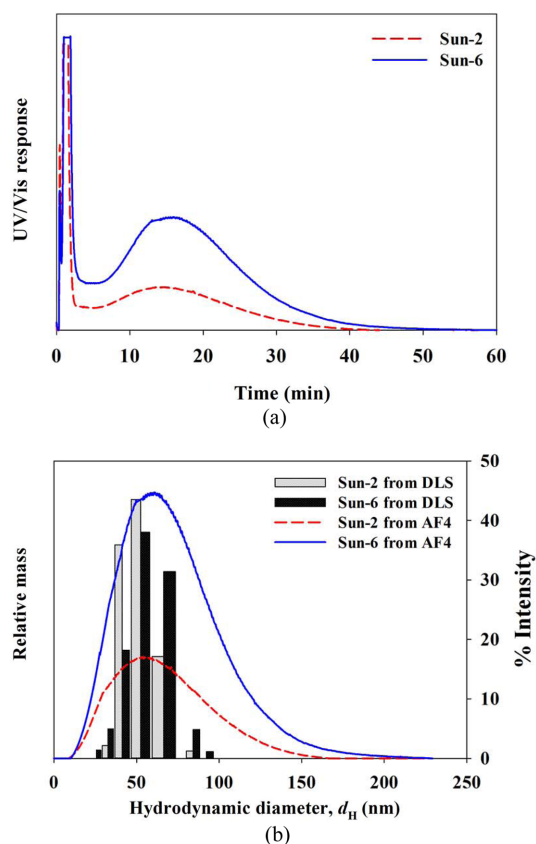 (a)
Sun-2
Sun-6
UV/Vis response
0 10 20 30 40 50 60
Time (min)
(a)
Sun-2 from DLS
Sun-6 from DLS
Sun-2 from AF4
Sun-6 from AF4
Relative mass
50
40
30
20
10
0
% Intensity
0 50 100 150 200 250
Hydrodynamic diameter, dH (nm)
(b)